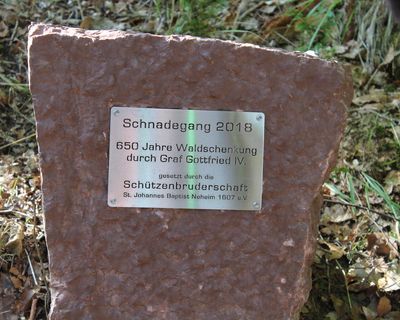 Schnadegang 2018
650 Jahre Waldschenkung
durch Graf Gottfried IV.
gesetzt durch die
Schützenbruderschaft
St. Johannes Baptist Neheim 1607 e.V.